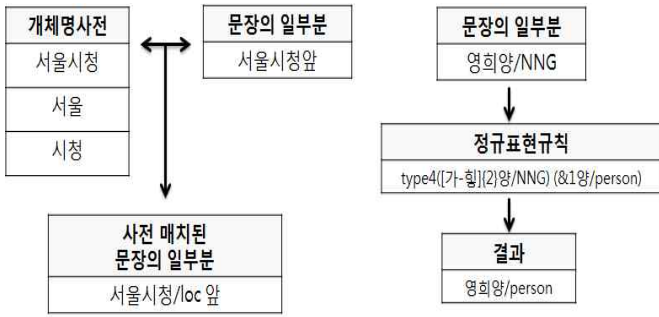 개체명사전
서울시청
서울
시청
문장의 일부분
서울시청앞
사전 매치된
문장의 일부분
서울시청/loc 앞
문장의 일부분
영희양/NNG
정규표현규칙
type4([가-힣]{2}양/NNG) (&1양/person)
결과
영희양/person